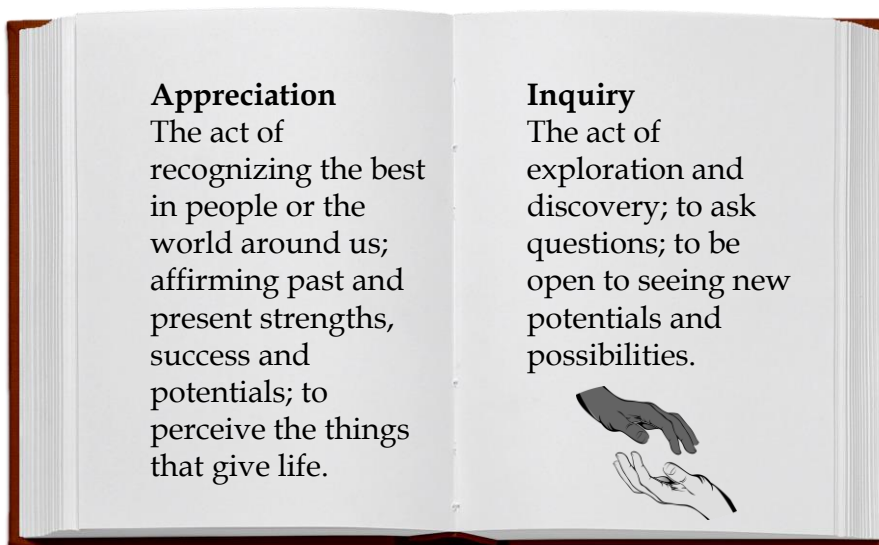 Appreciation
The act of
recognizing the best
in people or the
world around us;
affirming past and
present strengths,
success and
potentials; to
perceive the things
that give life.
Inquiry
The act of
exploration and
discovery; to ask
questions; to be
open to seeing new
potentials and
possibilities.